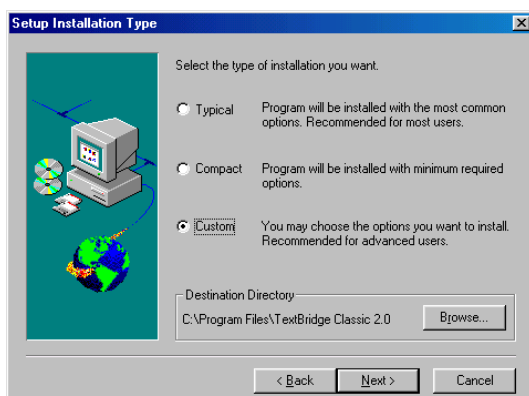 Setup Installation Type
Select the type of installation you want.
Typical
Program will be installed with the most common
options. Recommended for most users.
Compact
Program will be installed with minimum required
options.
Custom
You may choose the options you want to install.
Recommended for advanced users.
Destination Directory
C:\Program Files\TextBridge Classic 2.0
Browse...
< Back
Next >
Cancel